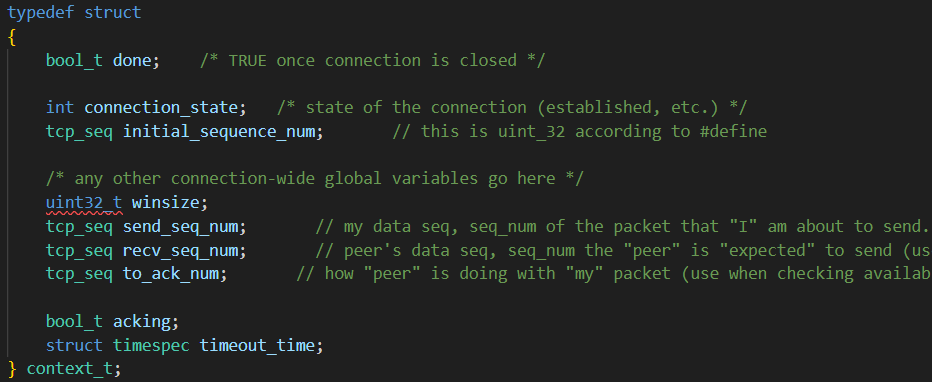 typedef struct
{
bool_t done;    /* TRUE once connection is closed */
int connection_state;   /* state of the connection (established, etc.) */
tcp_seq initial_sequence_num;       // this is uint_32 according to #define
/* any other connection-wide global variables go here */
uint32_t winsize;
tcp_seq send_seq_num;       // my data seq, seq_num of the packet that "I" am about to send.
tcp_seq recv_seq_num;       // peer's data seq, seq_num the "peer" is "expected" to send (us
tcp_seq to_ack_num;       // how "peer" is doing with "my" packet (use when checking availab
bool_t acking;
struct timespec timeout_time;
} context_t;